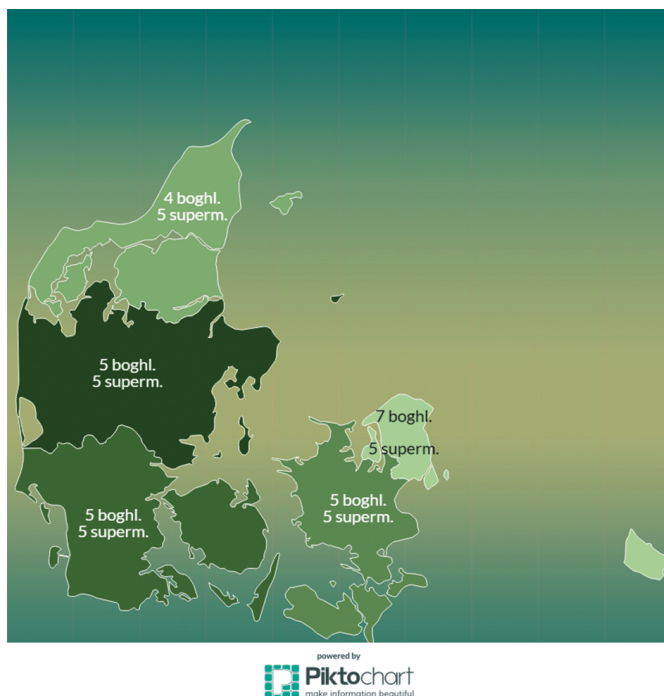 4 boghl.
5 superm.
5 boghl.
5 superm.
7 boghl.
5 superm.
5 boghl.
5 superm.
5 boghl.
5 superm.
powered by
Piktochart
make information beautiful